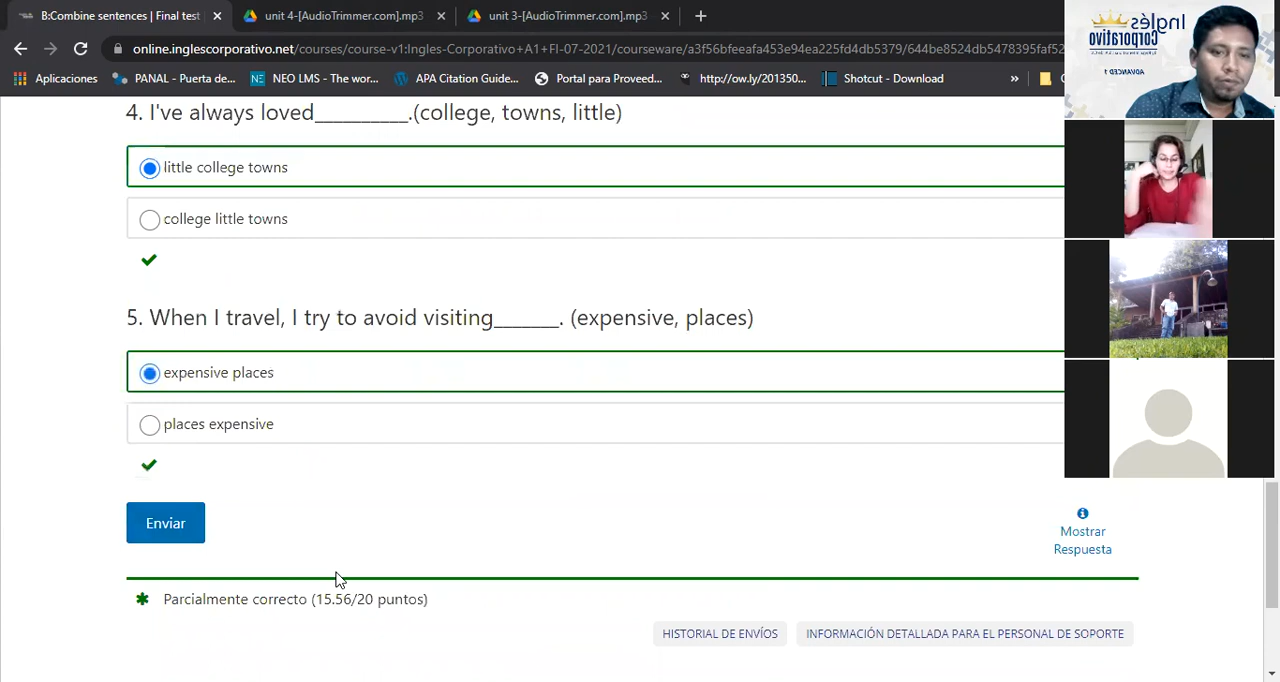 B:Combine sentences | Final test
unit 4-[AudioTrimmer.com].mp3
unit 3-[AudioTrimmer.com].mp3
online.inglescorporativo.net/courses/course-v1:Ingles-Corporativo+A1+FI-07-2021/courseware/a3f56bfeeafa453e94ea225fd4db5379/644be8524db5478395faf52
Aplicaciones
PANAL - Puerta de...
NEO LMS - The wor...
APA Citation Guide...
Portal para Proveed...
http://ow.ly/201350...
Shotcut - Download
»
Inglés
Corporativo
ADVANCED 1
4. I've always loved__________.(college, towns, little)
little college towns
college little towns
5. When I travel, I try to avoid visiting_______. (expensive, places)
expensive places
places expensive
Enviar
Mostrar
Respuesta
Parcialmente correcto (15.56/20 puntos)
HISTORIAL DE ENVÍOS
INFORMACIÓN DETALLADA PARA EL PERSONAL DE SOPORTE